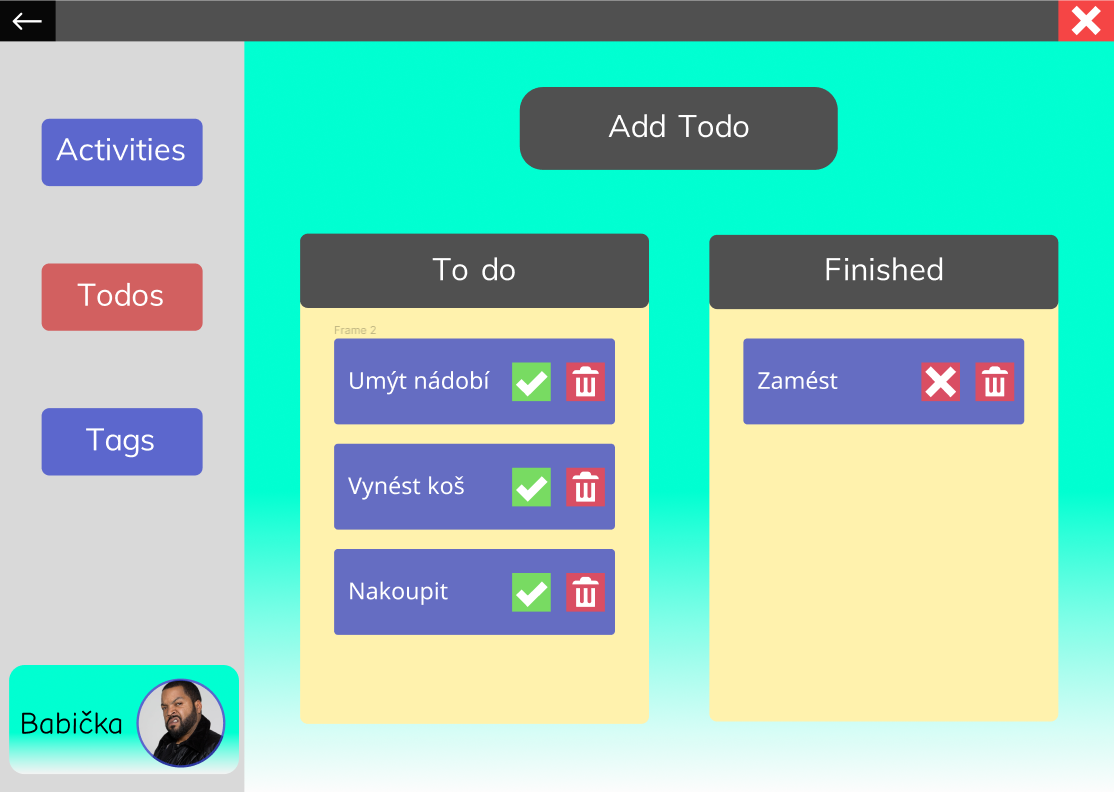 Activities
Todos
Tags
Babička
Add Todo
To do
Frame 2
Umýt nádobí
Vynést koš
Nakoupit
Finished
Zamést